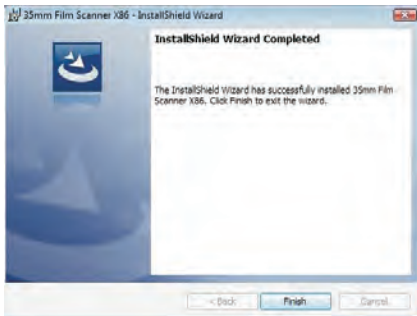 35mm Film Scanner X86 - InstallShield Wizard
InstallShield Wizard Completed
The InstallShield Wizard has successfully installed 35mm Film
Scanner X86. Click Finish to exit the wizard.
< Back Finish Cancel